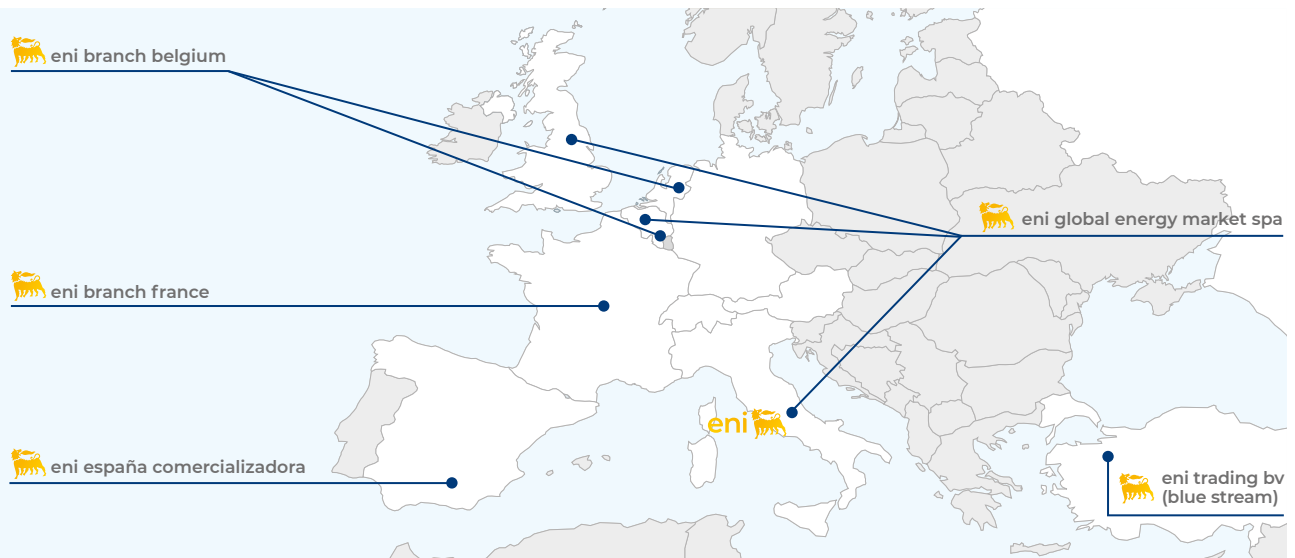 eni branch belgium
eni global energy market spa
eni branch france
eni
eni españa comercializadora
eni trading bv
(blue stream)